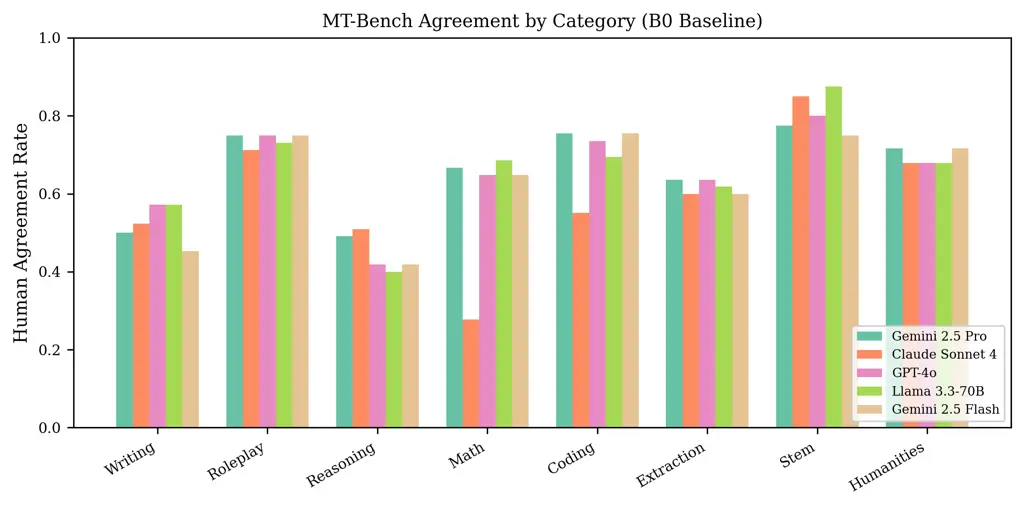 MT-Bench Agreement by Category (B0 Baseline)
Human Agreement Rate
1.0
0.8
0.6
0.4
0.2
0.0
Writing
Roleplay
Reasoning
Math
Coding
Extraction
Stem
Humanities
Gemini 2.5 Pro
Claude Sonnet 4
GPT-4o
Llama 3.3-70B
Gemini 2.5 Flash